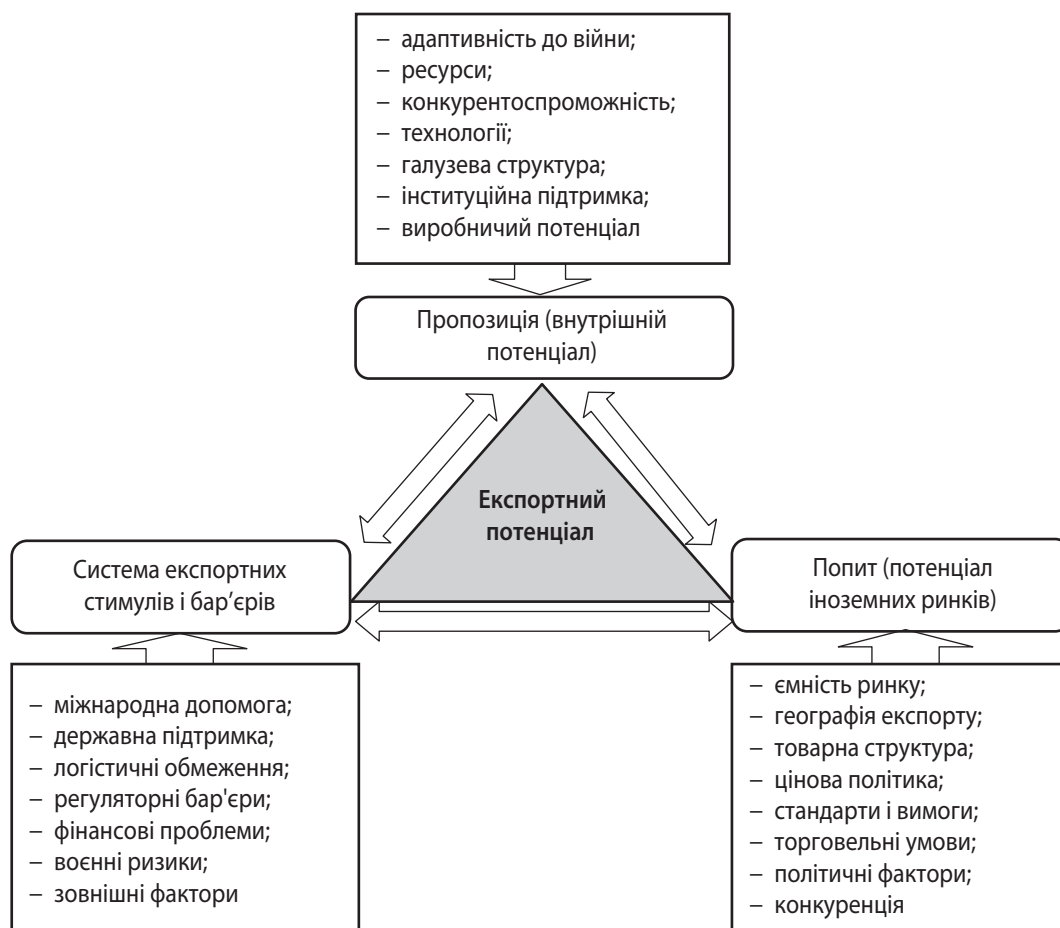 – адаптивність до війни;
– ресурси;
– конкурентоспроможність;
– технології;
– галузева структура;
– інституційна підтримка;
– виробничий потенціал
Пропозиція (внутрішній
потенціал)
Експортний
потенціал
Система експортних
стимулів і бар’єрів
Попит (потенціал
іноземних ринків)
– міжнародна допомога;
– державна підтримка;
– логістичні обмеження;
– регуляторні бар'єри;
– фінансові проблеми;
– воєнні ризики;
– зовнішні фактори
– ємність ринку;
– географія експорту;
– товарна структура;
– цінова політика;
– стандарти і вимоги;
– торговельні умови;
– політичні фактори;
– конкуренція